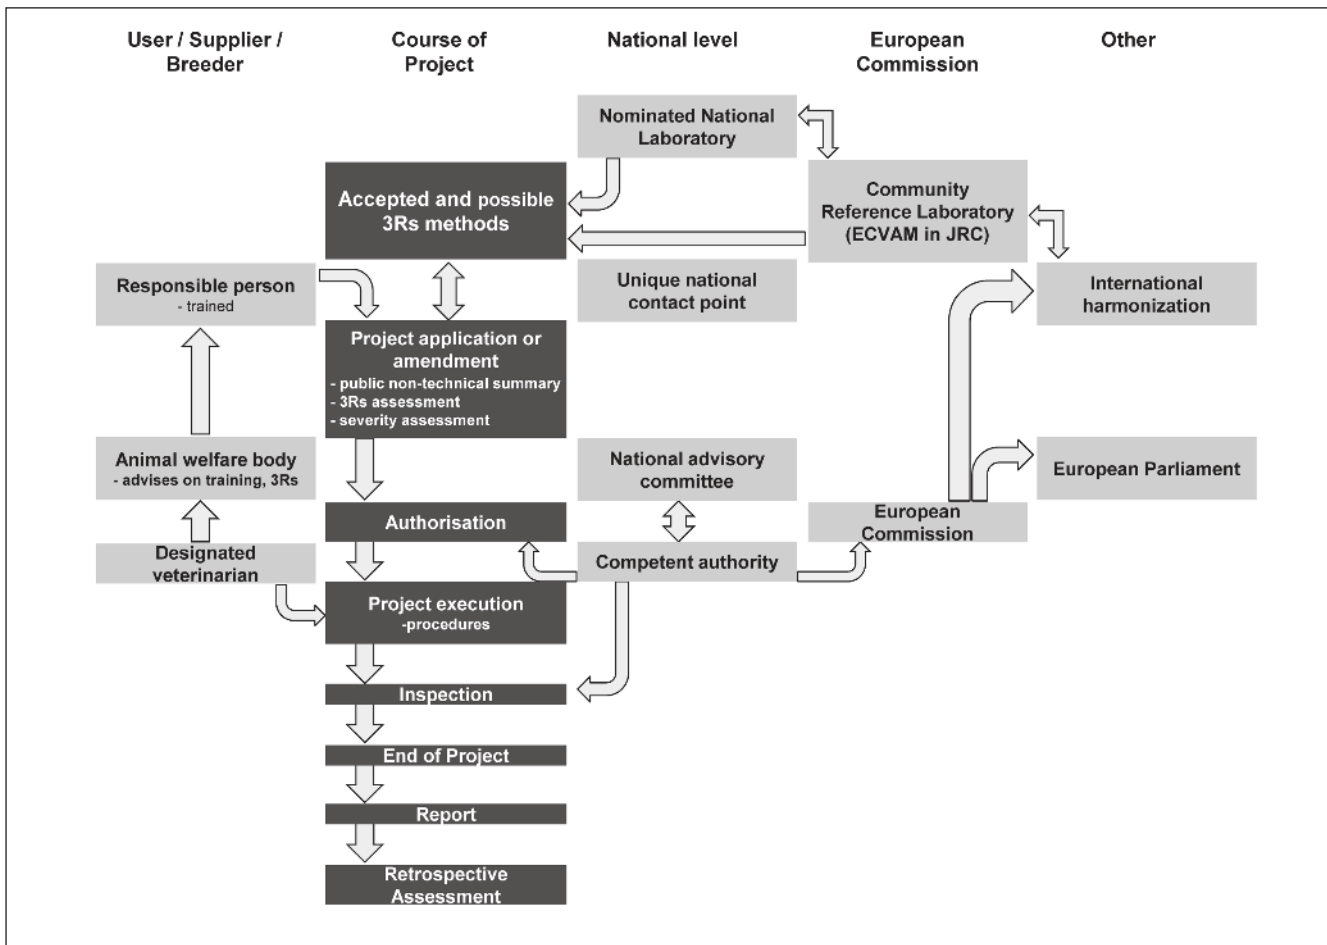 User / Supplier /
Breeder
Course of
Project
National level
European
Commission
Other
Nominated National
Laboratory
Accepted and possible
3Rs methods
Community
Reference Laboratory
(ECVAM in JRC)
Responsible person
- trained
Unique national
contact point
International
harmonization
Project application or
amendment
- public non-technical summary
- 3Rs assessment
- severity assessment
Animal welfare body
- advises on training, 3Rs
National advisory
committee
European Parliament
Authorisation
European
Commission
Designated
veterinarian
Competent authority
Project execution
-procedures
Inspection
End of Project
Report
Retrospective
Assessment